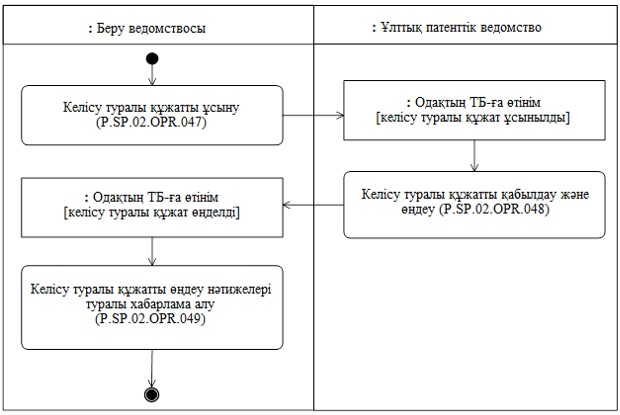 : Беру ведомствосы
: Ұлттық патенттік ведомство
Келісу туралы құжатты ұсыну
(P.SP.02.OPR.047)
: Одақтың ТБ-ға өтінім
[келісу туралы құжат ұсынылды]
Келісу туралы құжатты қабылдау және
өңдеу (P.SP.02.OPR.048)
: Одақтың ТБ-ға өтінім
[келісу туралы құжат өңделді]
Келісу туралы құжатты өңдеу нәтижелері
туралы хабарлама алу
(P.SP.02.OPR.049)